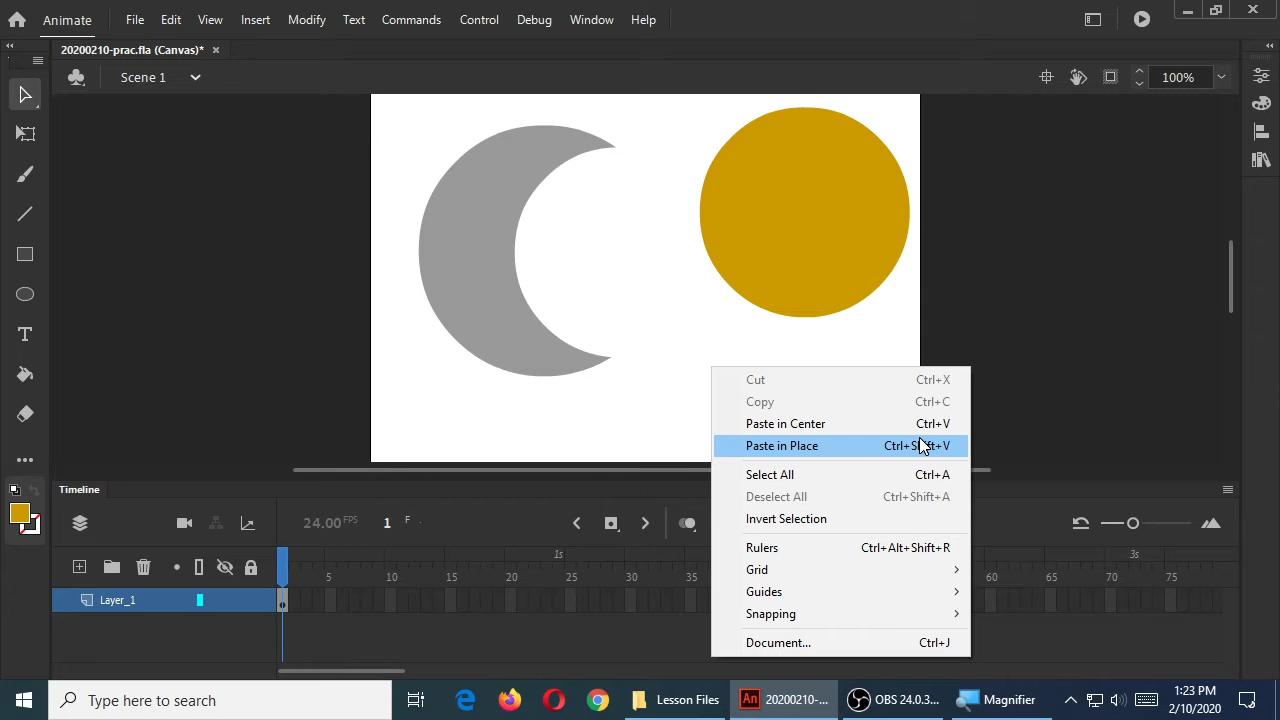 Animate File Edit View Insert Modify Text Commands Control Debug Window Help
20200210-prac.fla (Canvas)* ×
Scene 1 100%
Cut Ctrl+X
Copy Ctrl+C
Paste in Center Ctrl+V
Paste in Place Ctrl+Shift+V
Select All Ctrl+A
Deselect All Ctrl+Shift+A
Invert Selection
Rulers Ctrl+Alt+Shift+R
Grid
Guides
Snapping
Document... Ctrl+J
T
Timeline
24.00 FPS 1 F
1s 3s
5 10 15 20 25 30 35 60 65 70 75
Layer_1
Type here to search Lesson Files An 20200210-... OBS 24.0.3... Magnifier 1:23 PM
2/10/2020